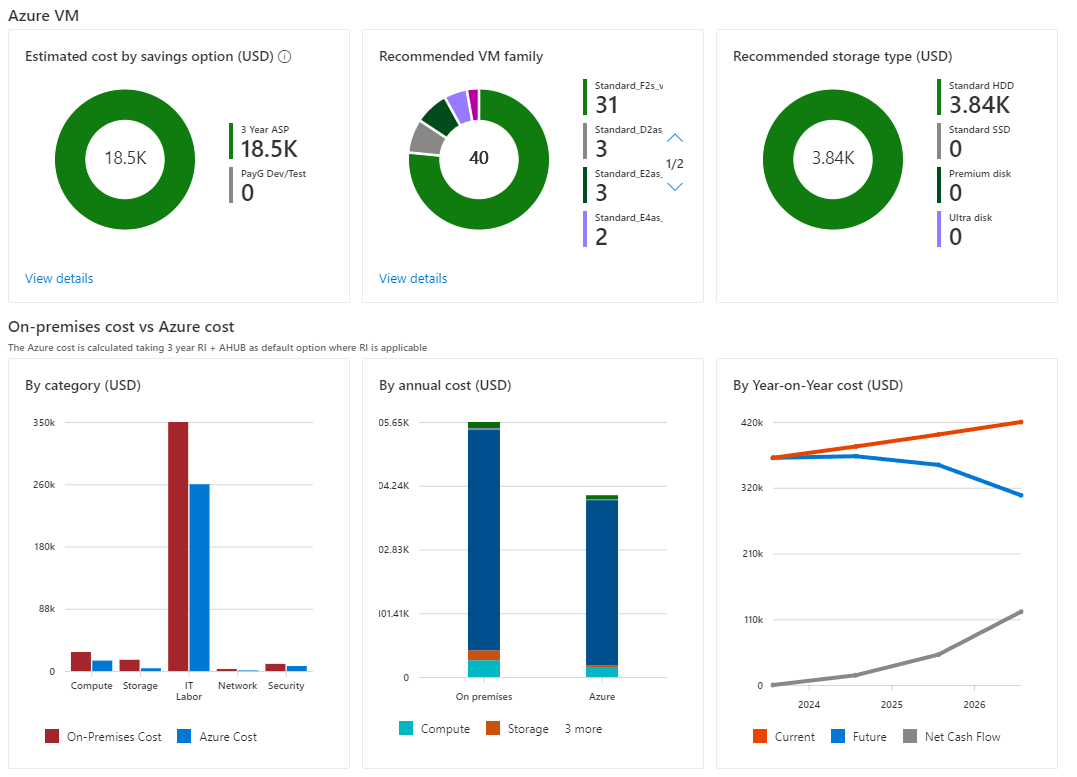 Azure VM
Estimated cost by savings option (USD)
18.5K
3 Year ASP
18.5K
PayG Dev/Test
0
View details
Recommended VM family
40
Standard_F2s_v
31
Standard_D2as_
3
Standard_E2as_
3
Standard_E4as_
2
1/2
View details
Recommended storage type (USD)
3.84K
Standard HDD
3.84K
Standard SSD
0
Premium disk
0
Ultra disk
0
On-premises cost vs Azure cost
The Azure cost is calculated taking 3 year RI + AHUB as default option where RI is applicable
By category (USD)
350k
260k
180k
88k
0
Compute Storage IT Labor Network Security
On-Premises Cost Azure Cost
By annual cost (USD)
05.65K
04.24K
02.83K
01.41K
0
On premises Azure
Compute Storage 3 more
By Year-on-Year cost (USD)
420k
320k
210k
110k
0
2024 2025 2026
Current Future Net Cash Flow